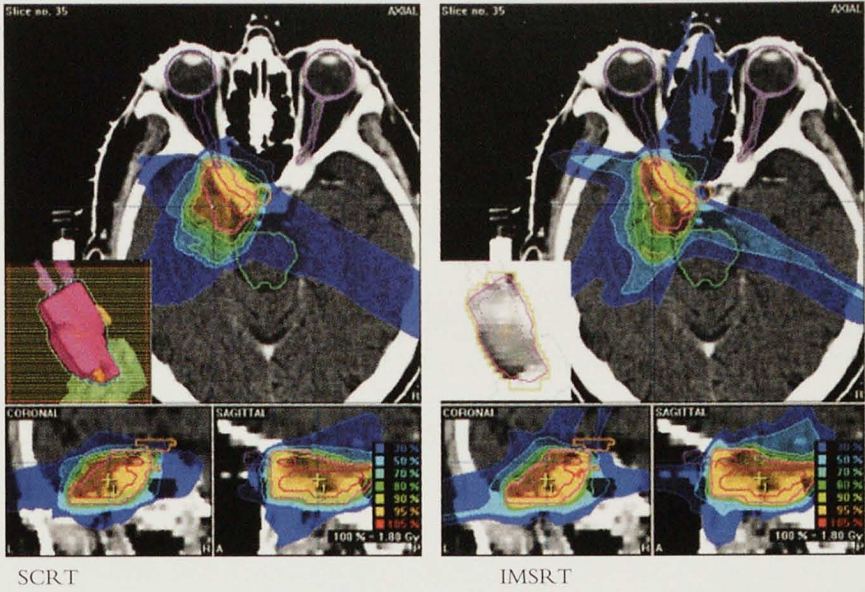 Slice no. 35 AXIAL
R
CORONAL
L R
SAGITTAL
A P
30 %
50 %
70 %
80 %
90 %
95 %
105 %
100 % = 1.80 Gy
Slice no. 35 AXIAL
R
CORONAL
L R
SAGITTAL
A P
30 %
50 %
70 %
80 %
90 %
95 %
105 %
100 % = 1.80 Gy
SCRT
IMSRT